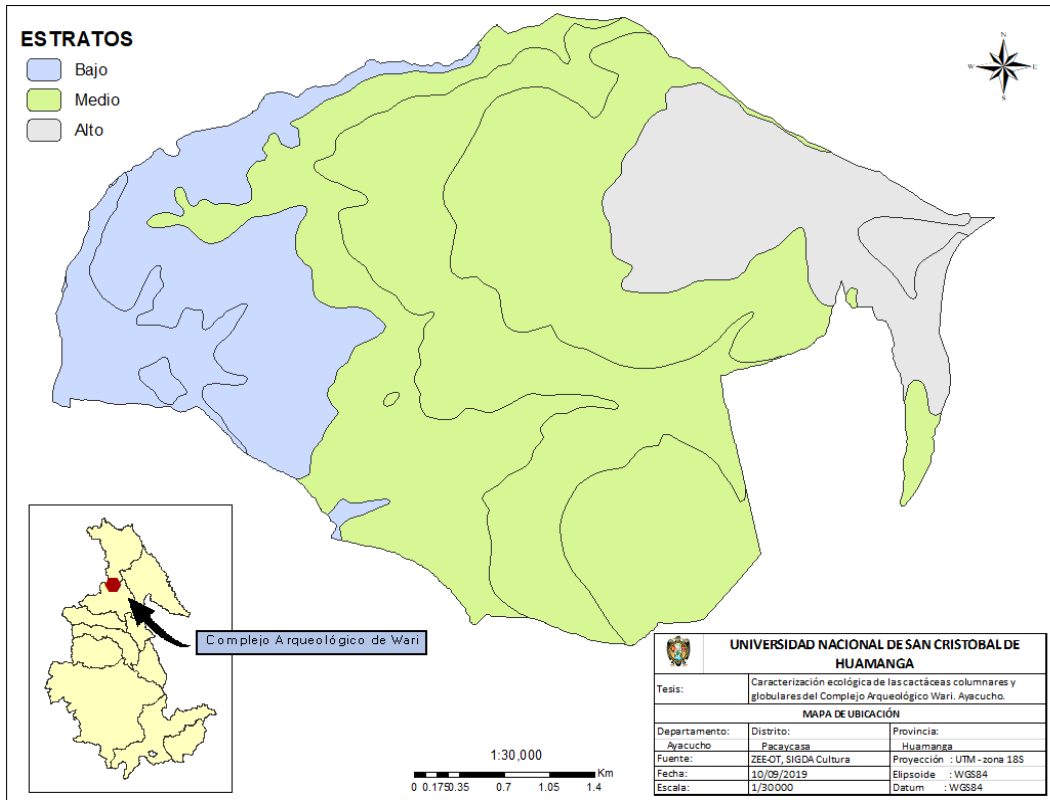 ESTRATOS
Bajo
Medio
Alto
N
W E
S
Complejo Arqueológico de Wari
1:30,000
Km
0 0.175 0.35 0.7 1.05 1.4
UNIVERSIDAD NACIONAL DE SAN CRISTOBAL DE
HUAMANGA
Tesis: Caracterización ecológica de las cactáceas columnares y
globulares del Complejo Arqueológico Wari. Ayacucho.
MAPA DE UBICACIÓN
Departamento: Distrito: Provincia:
Ayacucho Pacaycasa Huamanga
Fuente: ZEE-OT, SIGDA Cultura Proyección : UTM - zona 18S
Fecha: 10/09/2019 Elipsoide : WGS84
Escala: 1/30000 Datum : WGS84